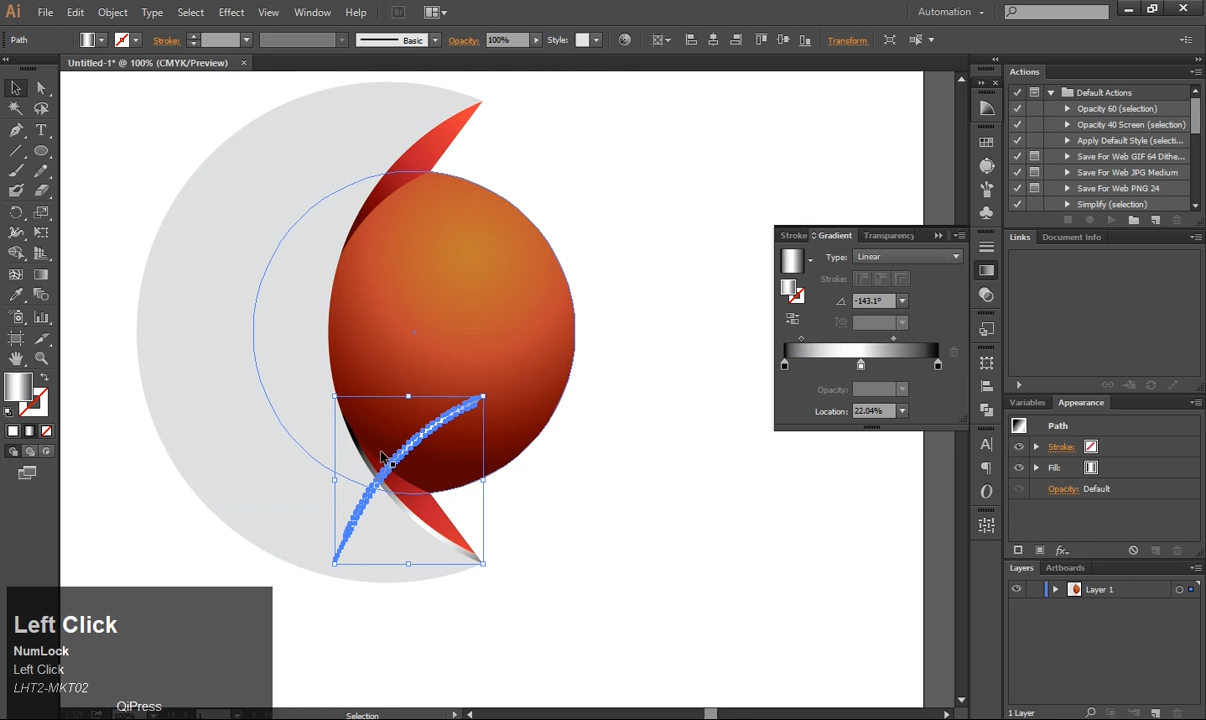 Ai File Edit Object Type Select Effect View Window Help Br Automation
Path Stroke: Basic Opacity: 100% Style: Transform
Untitled-1* @ 100% (CMYK/Preview) ×
Actions
Default Actions
Opacity 60 (selection)
Opacity 40 Screen (selection)
Apply Default Style (selecti...
Save For Web GIF 64 Dithe...
Save For Web JPG Medium
Save For Web PNG 24
Simplify (selection)
Links Document Info
Stroke Gradient Transparency
Type: Linear
Stroke:
-143.1°
Opacity:
Location: 22.04%
Variables Appearance
Path
Stroke:
Fill:
Opacity: Default
fx
Layers Artboards
Layer 1
1 Layer
Left Click
NumLock
Left Click
LHT2-MKT02
QiPress
Selection